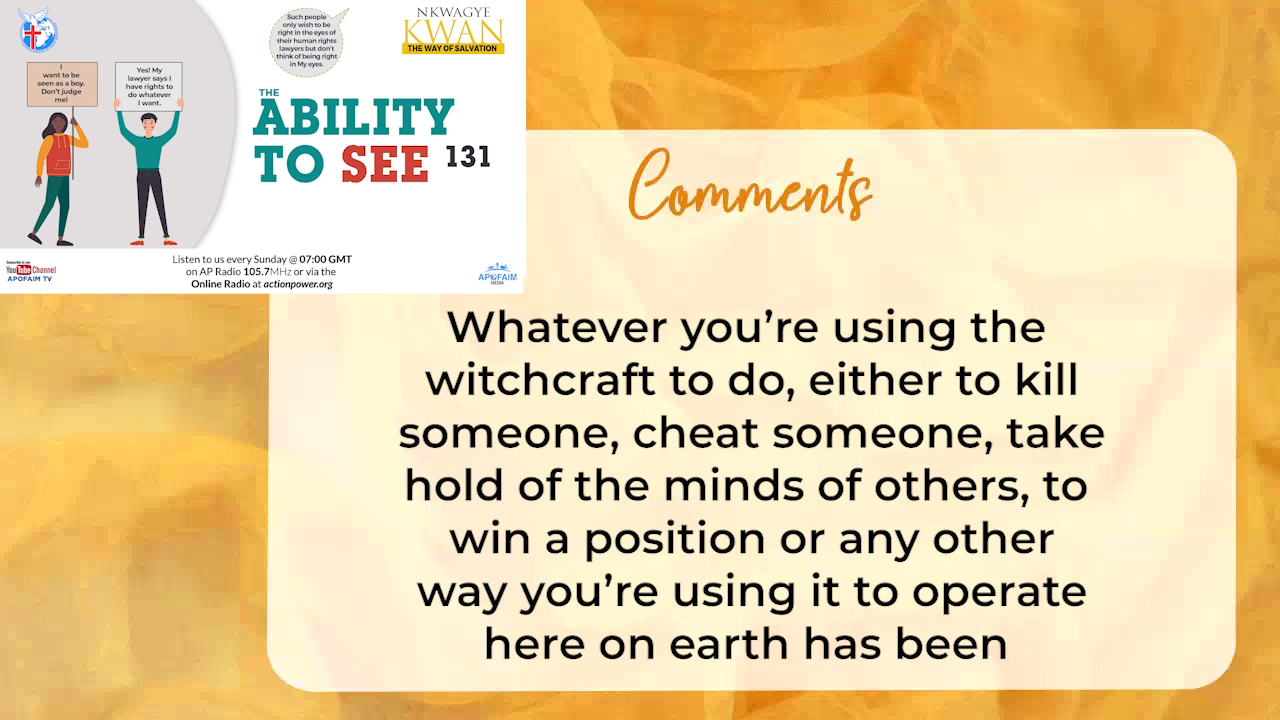 Such people
only wish to be
right in the eyes of
their human rights
lawyers but don't
think of being right
in My eyes.
NKWAGYE
KWAN
THE WAY OF SALVATION
I
want to be
seen as a boy.
Don't judge
me!
Yes! My
lawyer says I
have rights to
do whatever
I want.
THE
ABILITY
TO SEE 131
Listen to us every Sunday @ 07:00 GMT
on AP Radio 105.7MHz or via the
Online Radio at actionpower.org
Subscribe to our
YouTube Channel
APOFAIM TV
APOFAIM
MEDIA
Comments
Whatever you’re using the
witchcraft to do, either to kill
someone, cheat someone, take
hold of the minds of others, to
win a position or any other
way you’re using it to operate
here on earth has been